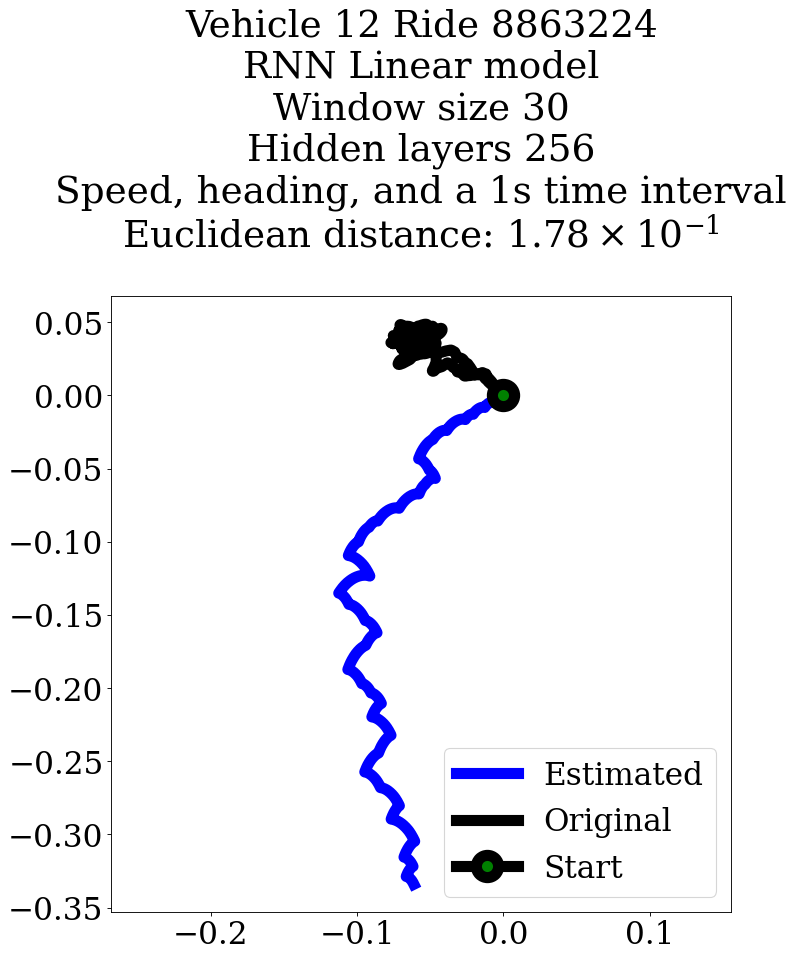 Vehicle 12 Ride 8863224
RNN Linear model
Window size 30
Hidden layers 256
Speed, heading, and a 1s time interval
Euclidean distance: 1.78 × 10⁻¹
0.05
0.00
−0.05
−0.10
−0.15
−0.20
−0.25
−0.30
−0.35
Estimated
Original
Start
−0.2 −0.1 0.0 0.1